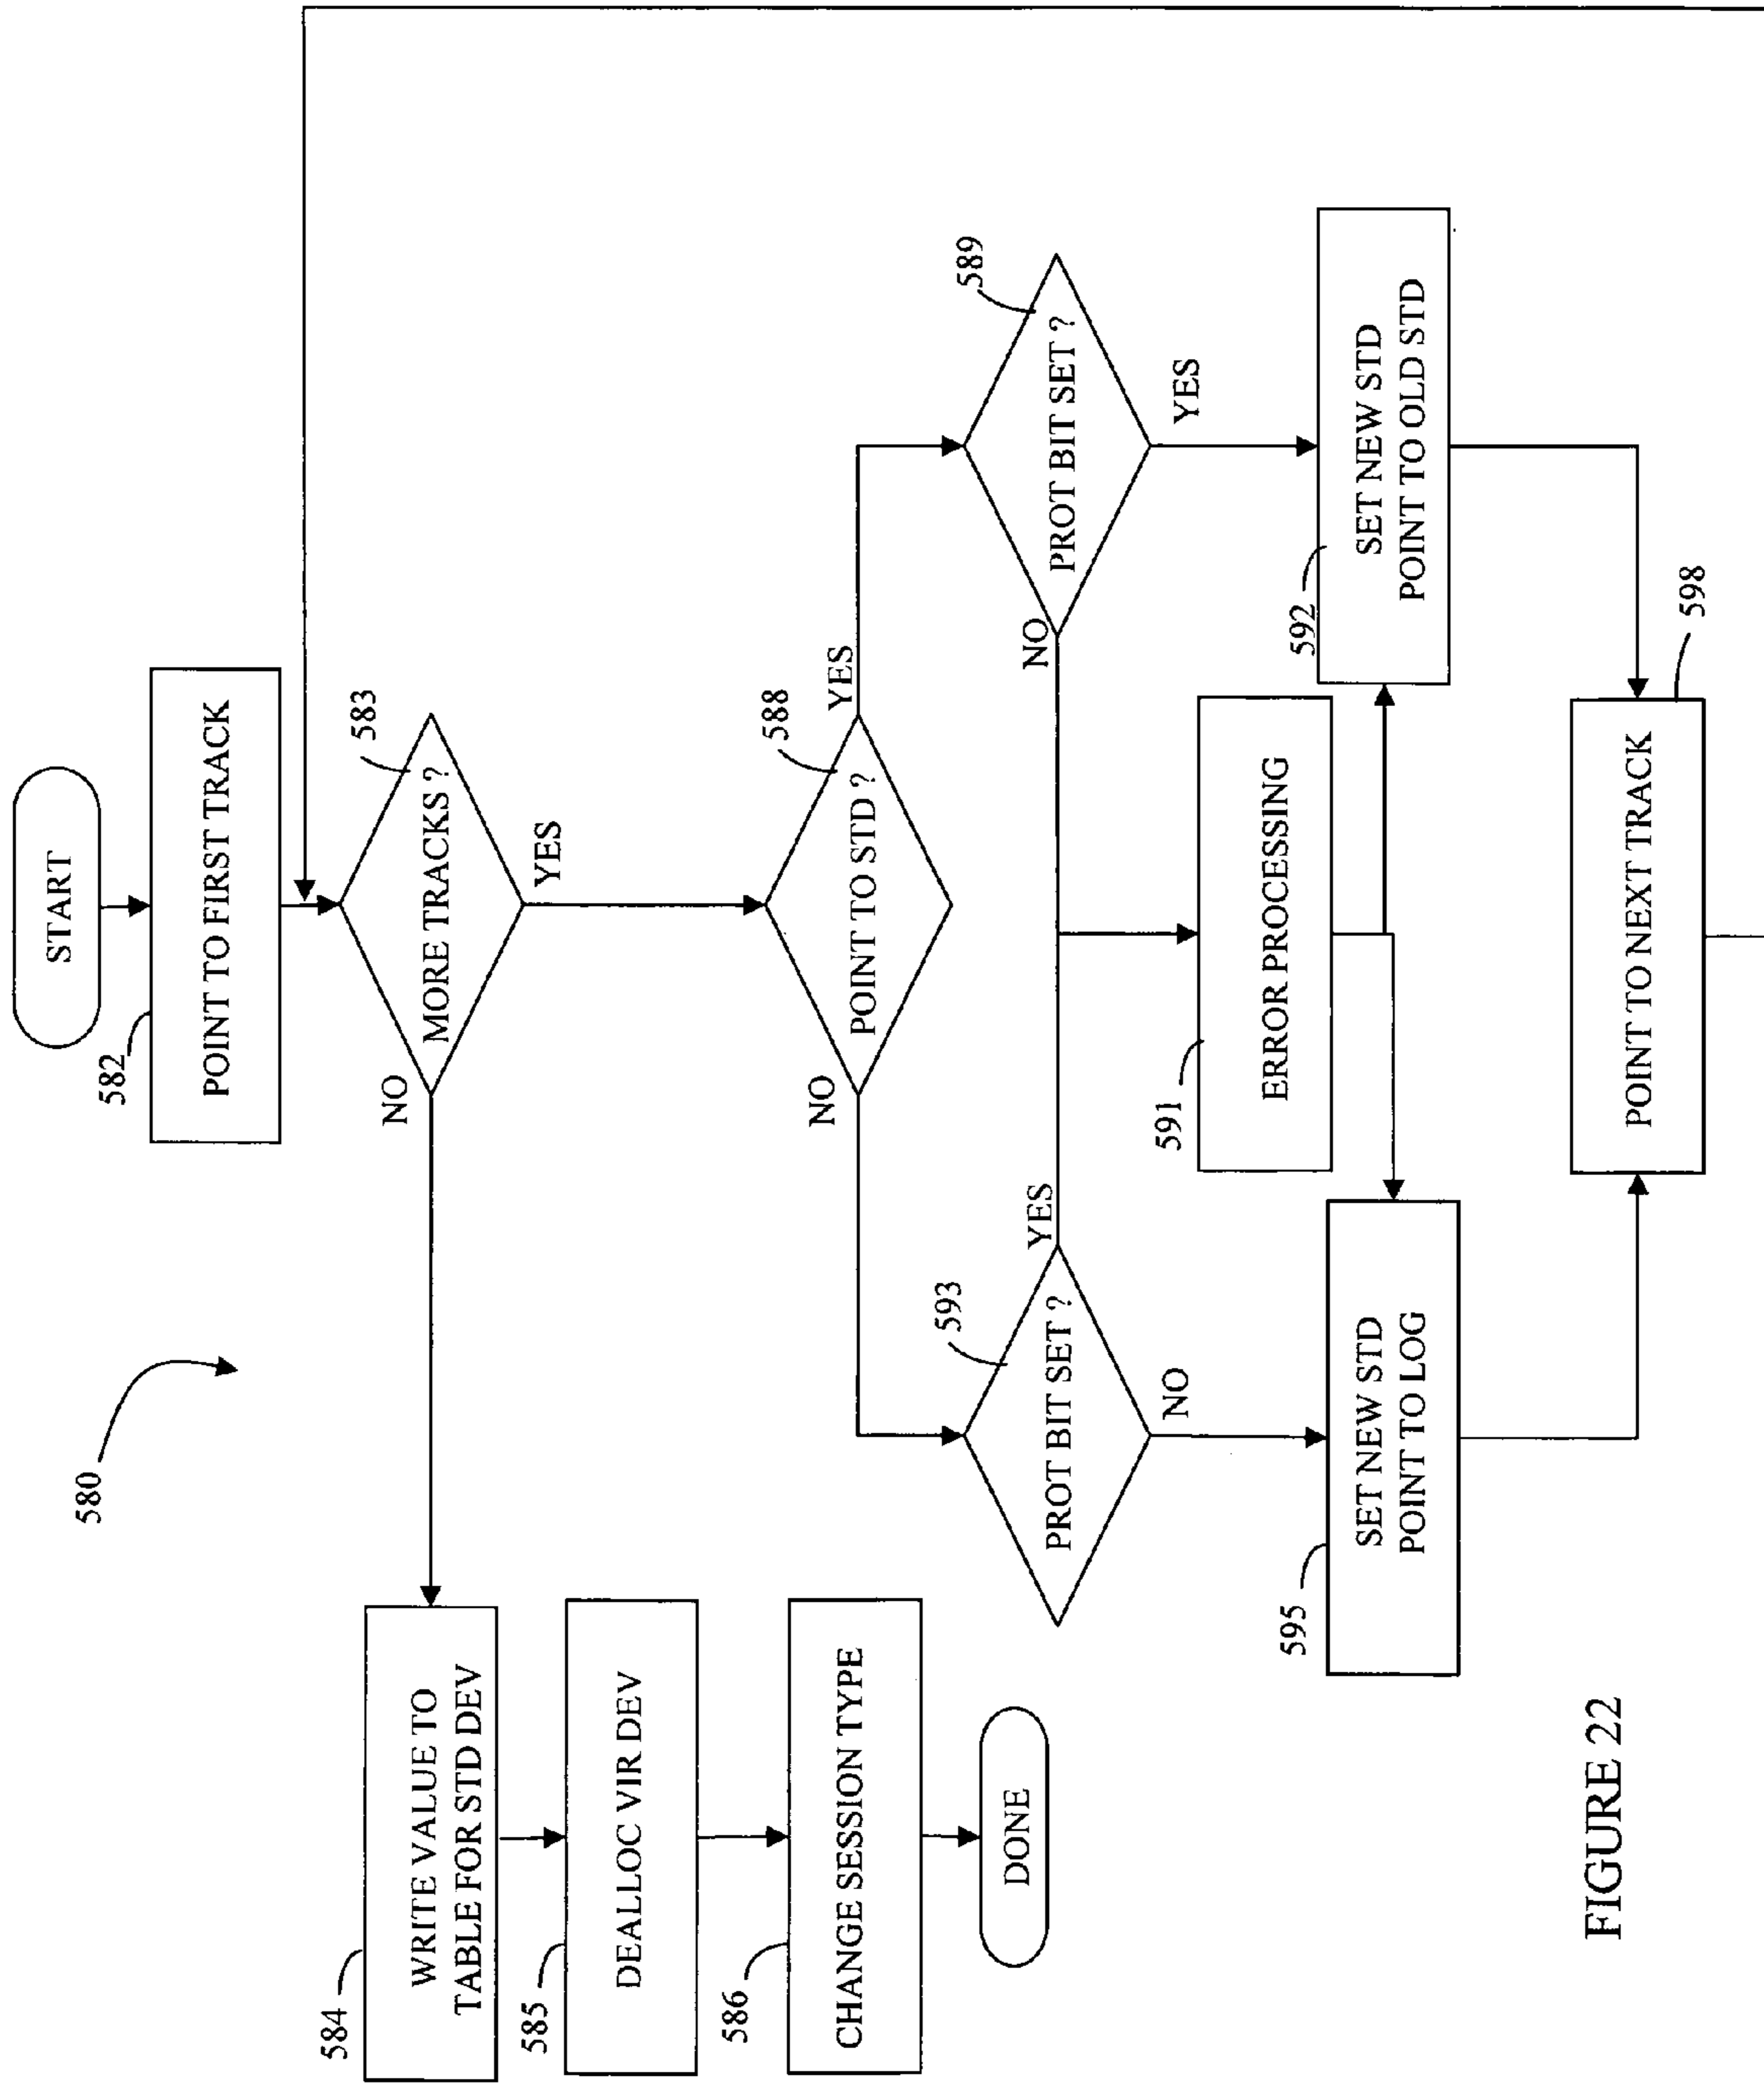 580
START
582
POINT TO FIRST TRACK
583
MORE TRACKS ?
NO
YES
584
WRITE VALUE TO
TABLE FOR STD DEV
585
DEALLOC VIR DEV
586
CHANGE SESSION TYPE
DONE
588
POINT TO STD ?
NO
YES
593
PROT BIT SET ?
YES
NO
589
PROT BIT SET ?
NO
YES
591
ERROR PROCESSING
595
SET NEW STD
POINT TO LOG
592
SET NEW STD
POINT TO OLD STD
598
POINT TO NEXT TRACK
FIGURE 22